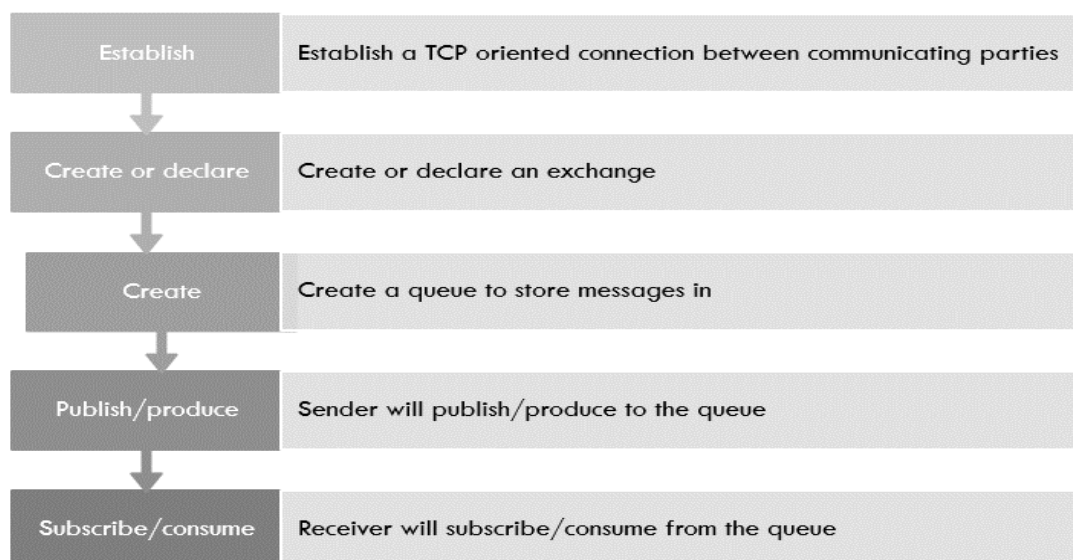 Establish
Establish a TCP oriented connection between communicating parties
Create or declare
Create or declare an exchange
Create
Create a queue to store messages in
Publish/produce
Sender will publish/produce to the queue
Subscribe/consume
Receiver will subscribe/consume from the queue